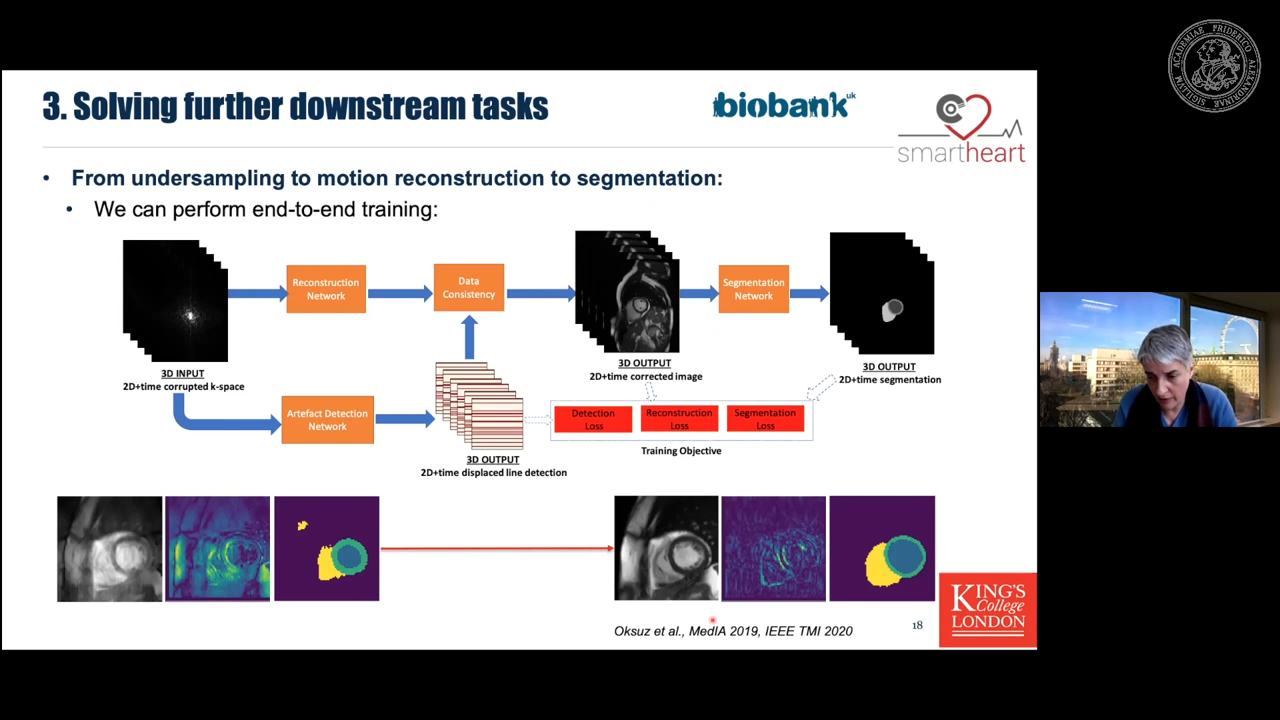 3. Solving further downstream tasks
biobank uk
smartheart
• From undersampling to motion reconstruction to segmentation:
• We can perform end-to-end training:
Reconstruction
Network
Data
Consistency
Segmentation
Network
3D INPUT
2D+time corrupted k-space
3D OUTPUT
2D+time corrected image
3D OUTPUT
2D+time segmentation
Artefact Detection
Network
Detection
Loss
Reconstruction
Loss
Segmentation
Loss
Training Objective
3D OUTPUT
2D+time displaced line detection
Oksuz et al., MedIA 2019, IEEE TMI 2020
18
KING'S
College
LONDON
SIGILLUM ACADEMIAE FRIDERICO ALEXANDRINAE